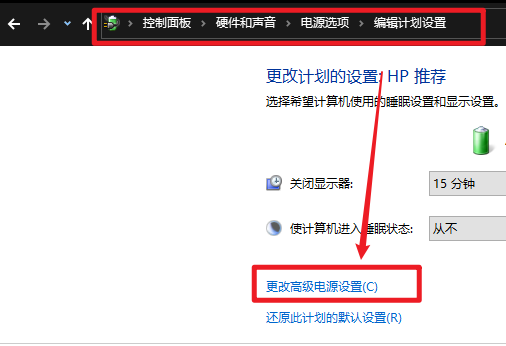 控制面板 > 硬件和声音 > 电源选项 > 编辑计划设置
更改计划的设置: HP 推荐
选择希望计算机使用的睡眠设置和显示设置。
关闭显示器: 15 分钟
使计算机进入睡眠状态: 从不
更改高级电源设置(C)
还原此计划的默认设置(R)